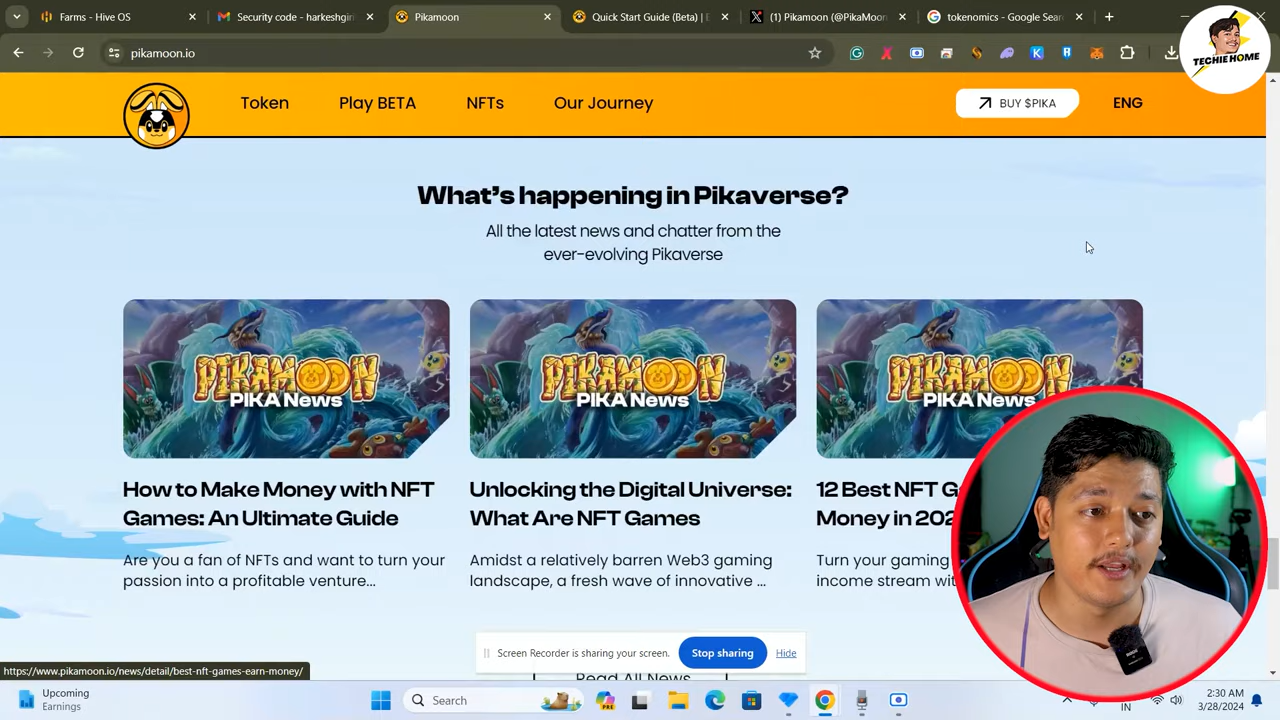 Farms - Hive OS
Security code - harkeshgiri
Pikamoon
Quick Start Guide (Beta) | E
(1) Pikamoon (@PikaMoon
tokenomics - Google Sear
pikamoon.io
TECHIE HOME
Token
Play BETA
NFTs
Our Journey
BUY $PIKA
ENG
What's happening in Pikaverse?
All the latest news and chatter from the
ever-evolving Pikaverse
PIKAMOON
PIKA News
PIKAMOON
PIKA News
PIKAMOON
PIKA News
How to Make Money with NFT
Games: An Ultimate Guide
Are you a fan of NFTs and want to turn your
passion into a profitable venture...
Unlocking the Digital Universe:
What Are NFT Games
Amidst a relatively barren Web3 gaming
landscape, a fresh wave of innovative ...
12 Best NFT G
Money in 202
Turn your gaming
income stream wit
Screen Recorder is sharing your screen.
Stop sharing
Hide
Read All News
https://www.pikamoon.io/news/detail/best-nft-games-earn-money/
Upcoming
Earnings
Search
PRE
IN
2:30 AM
3/28/2024